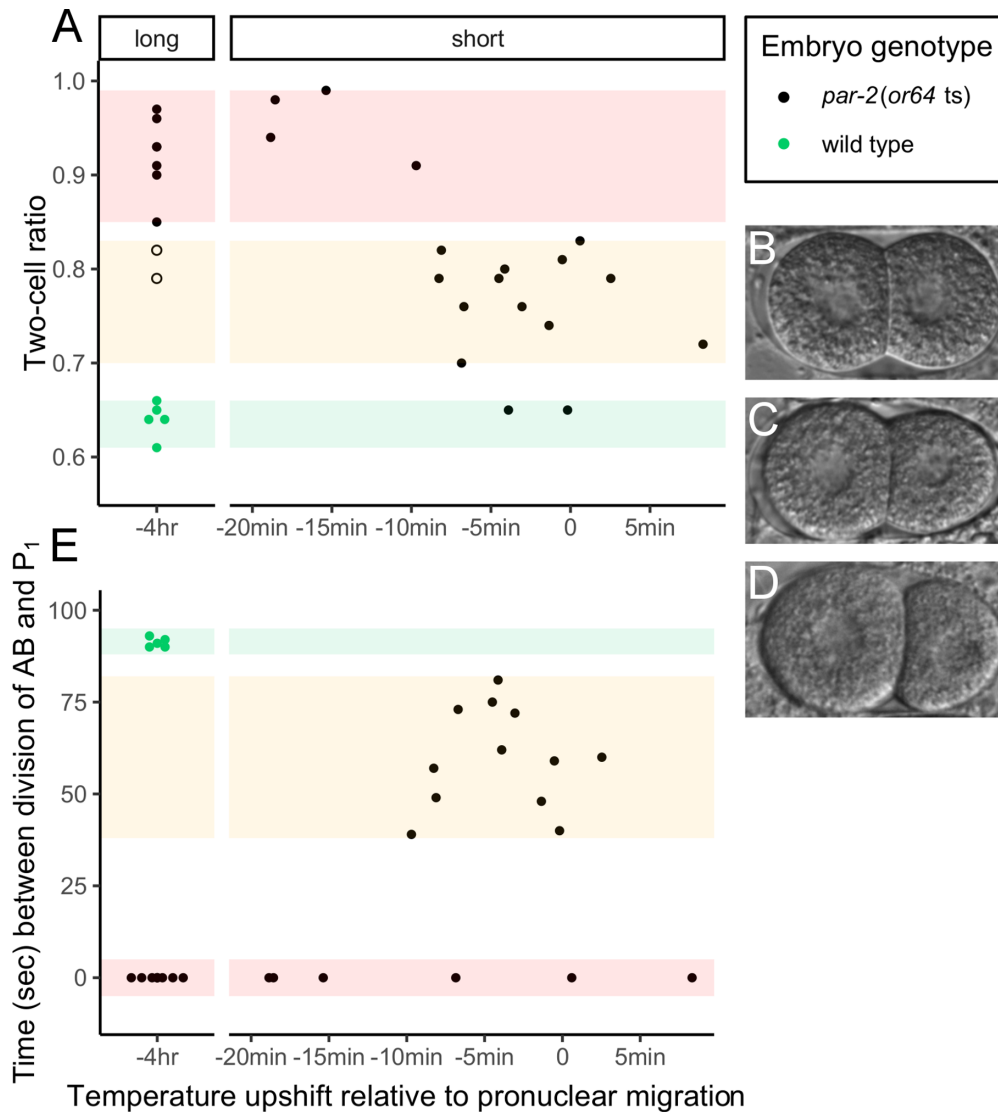 A
long
short
Two-cell ratio
1.0
0.9
0.8
0.7
0.6
-4hr
-20min
-15min
-10min
-5min
0
5min
Embryo genotype
par-2(or64 ts)
wild type
B
C
D
E
Time (sec) between division of AB and P₁
100
75
50
25
0
-4hr
-20min
-15min
-10min
-5min
0
5min
Temperature upshift relative to pronuclear migration